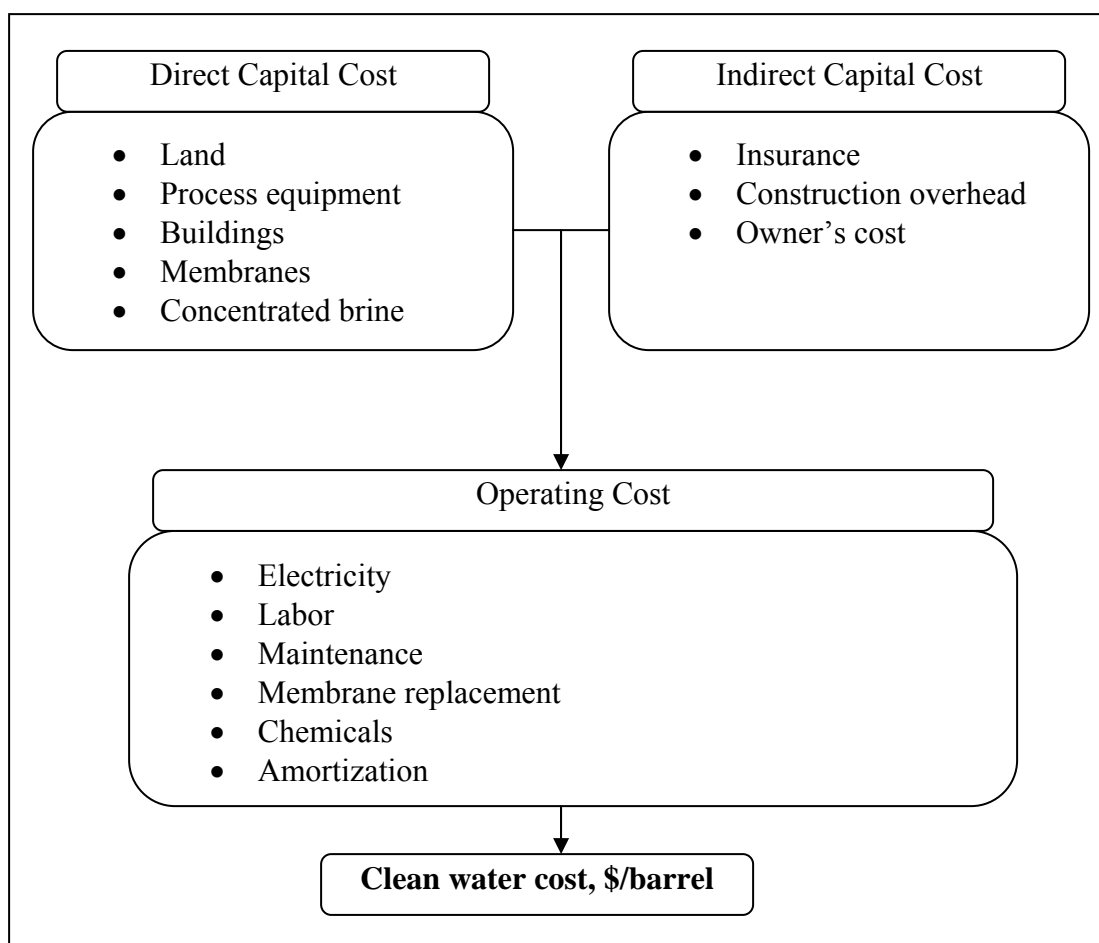 Direct Capital Cost
• Land
• Process equipment
• Buildings
• Membranes
• Concentrated brine
Indirect Capital Cost
• Insurance
• Construction overhead
• Owner’s cost
Operating Cost
• Electricity
• Labor
• Maintenance
• Membrane replacement
• Chemicals
• Amortization
Clean water cost, $/barrel